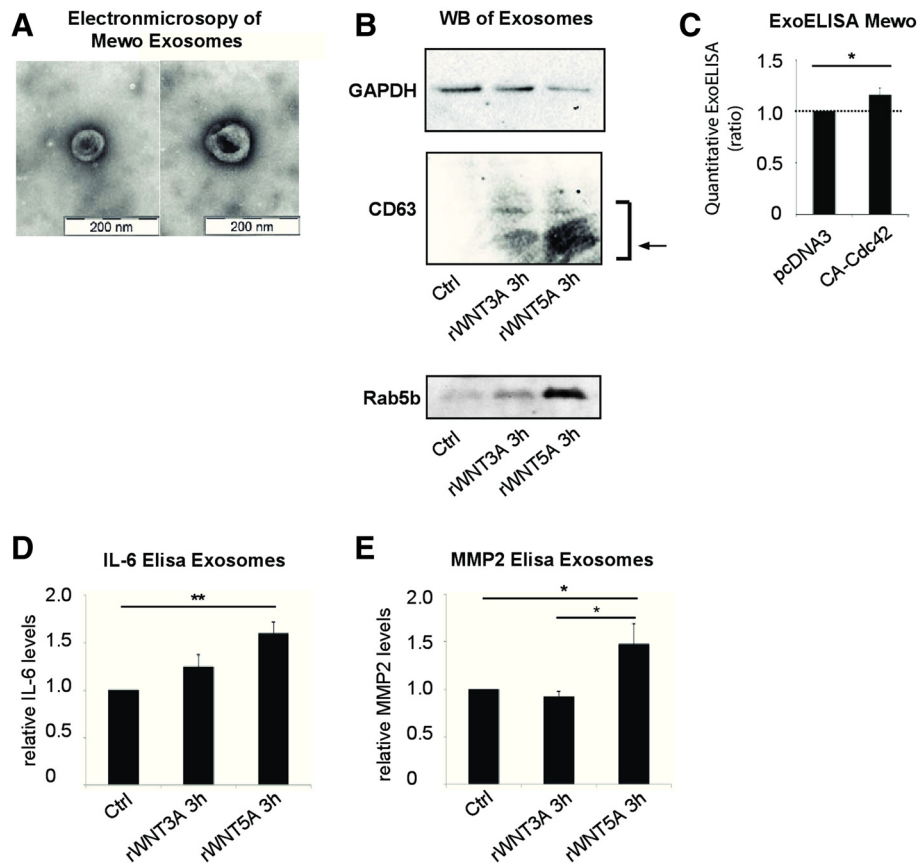 A
Electronmicrosopy of
Mewo Exosomes
200 nm
200 nm
B
WB of Exosomes
GAPDH
CD63
Ctrl
rWNT3A 3h
rWNT5A 3h
Rab5b
Ctrl
rWNT3A 3h
rWNT5A 3h
C
ExoELISA Mewo
Quantitative ExoELISA
(ratio)
1.5
1.0
0.5
0
*
pcDNA3
CA-Cdc42
D
IL-6 Elisa Exosomes
relative IL-6 levels
2.0
1.5
1.0
0.5
0
**
Ctrl
rWNT3A 3h
rWNT5A 3h
E
MMP2 Elisa Exosomes
relative MMP2 levels
2.0
1.5
1.0
0.5
0
*
*
Ctrl
rWNT3A 3h
rWNT5A 3h